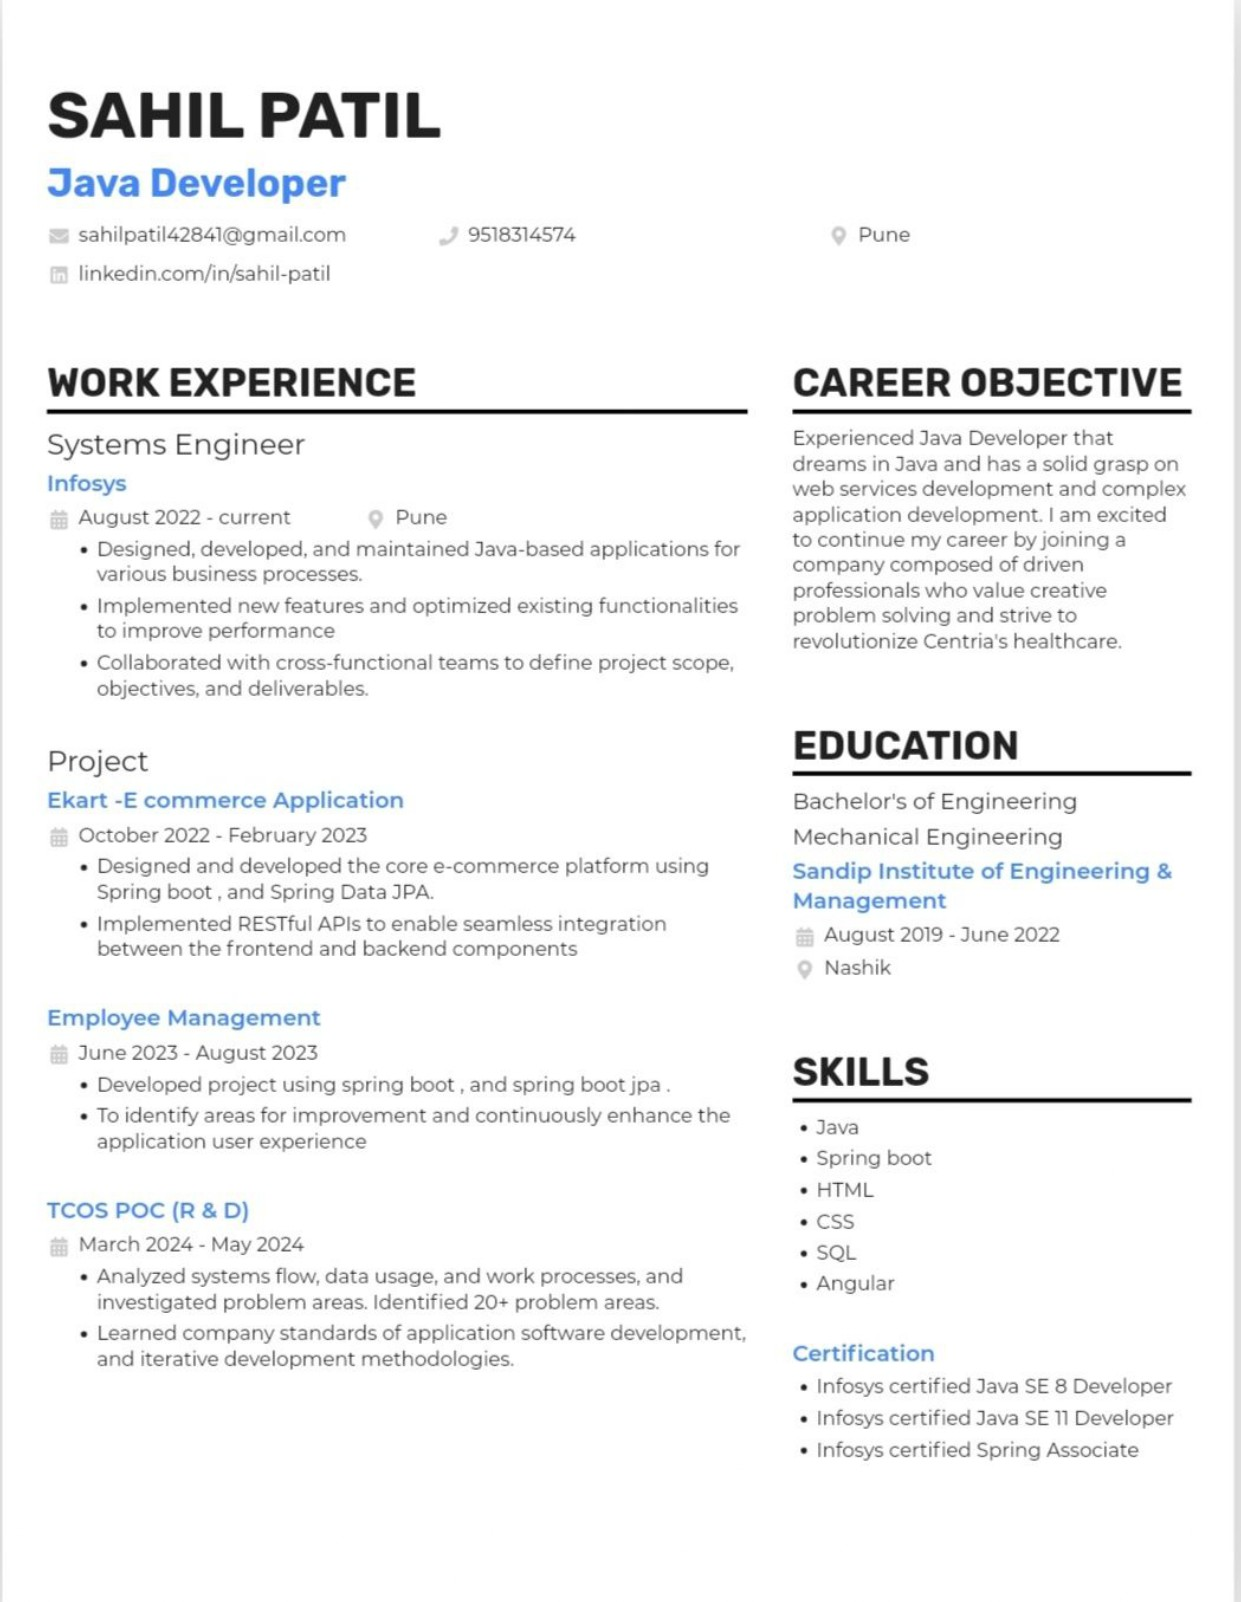 SAHIL PATIL
Java Developer
sahilpatil42841@gmail.com
9518314574
Pune
linkedin.com/in/sahil-patil
WORK EXPERIENCE
Systems Engineer
Infosys
August 2022 - current
Pune
• Designed, developed, and maintained Java-based applications for
various business processes.
• Implemented new features and optimized existing functionalities
to improve performance
• Collaborated with cross-functional teams to define project scope,
objectives, and deliverables.
Project
Ekart -E commerce Application
October 2022 - February 2023
• Designed and developed the core e-commerce platform using
Spring boot , and Spring Data JPA.
• Implemented RESTful APIs to enable seamless integration
between the frontend and backend components
Employee Management
June 2023 - August 2023
• Developed project using spring boot , and spring boot jpa .
• To identify areas for improvement and continuously enhance the
application user experience
TCOS POC (R & D)
March 2024 - May 2024
• Analyzed systems flow, data usage, and work processes, and
investigated problem areas. Identified 20+ problem areas.
• Learned company standards of application software development,
and iterative development methodologies.
CAREER OBJECTIVE
Experienced Java Developer that
dreams in Java and has a solid grasp on
web services development and complex
application development. I am excited
to continue my career by joining a
company composed of driven
professionals who value creative
problem solving and strive to
revolutionize Centria's healthcare.
EDUCATION
Bachelor's of Engineering
Mechanical Engineering
Sandip Institute of Engineering &
Management
August 2019 - June 2022
Nashik
SKILLS
• Java
• Spring boot
• HTML
• CSS
• SQL
• Angular
Certification
• Infosys certified Java SE 8 Developer
• Infosys certified Java SE 11 Developer
• Infosys certified Spring Associate